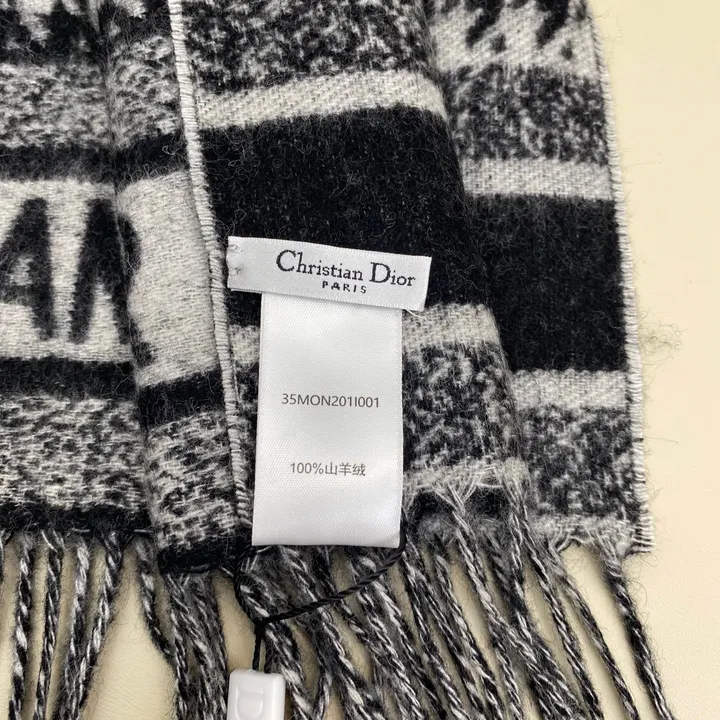 Christian Dior
PARIS
35MON201I001
100%山羊绒